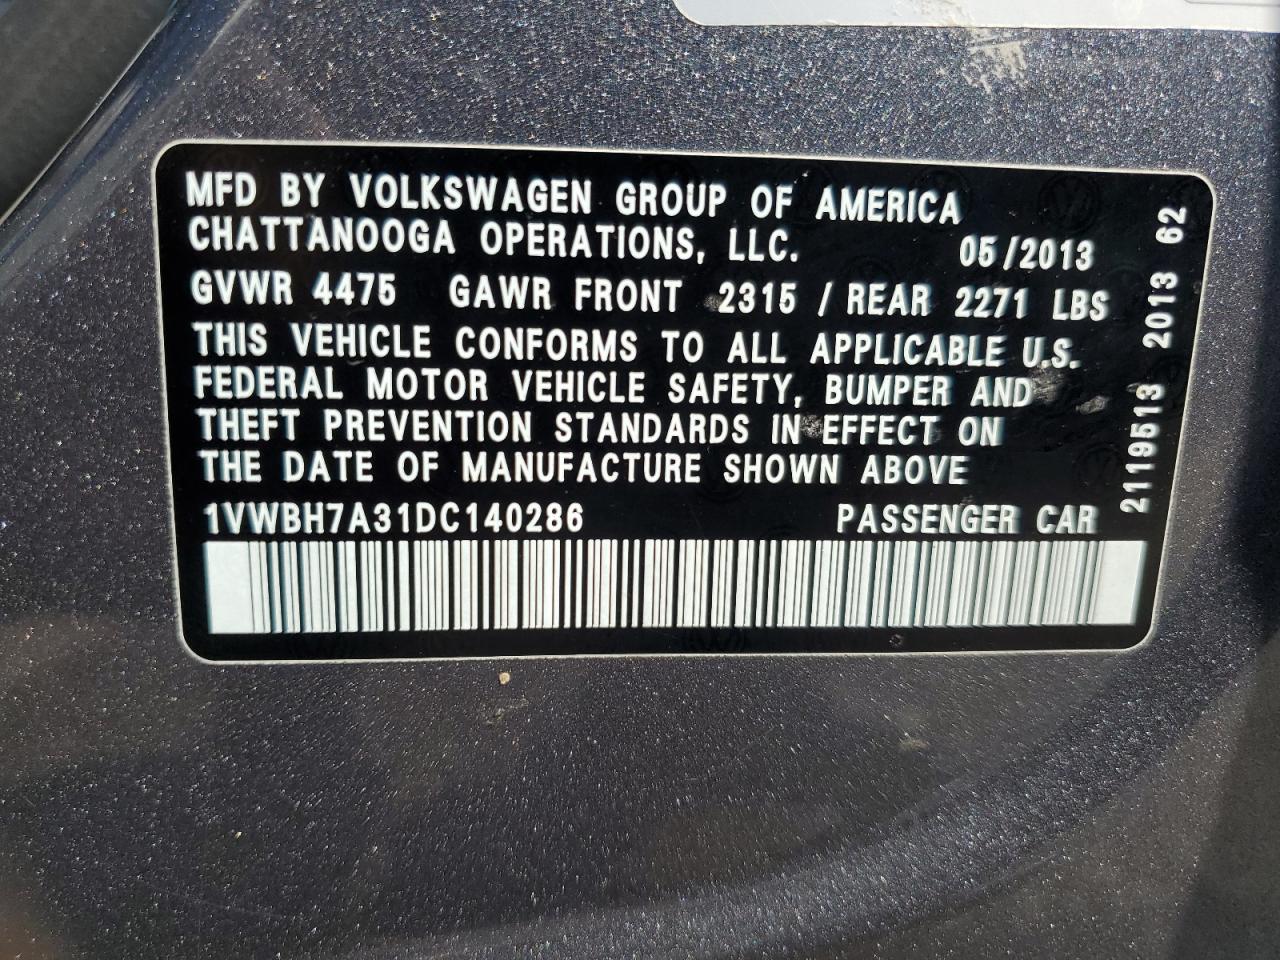 MFD BY VOLKSWAGEN GROUP OF AMERICA
CHATTANOOGA OPERATIONS, LLC. 05/2013
GVWR 4475 GAWR FRONT 2315 / REAR 2271 LBS
THIS VEHICLE CONFORMS TO ALL APPLICABLE U.S.
FEDERAL MOTOR VEHICLE SAFETY, BUMPER AND
THEFT PREVENTION STANDARDS IN EFFECT ON
THE DATE OF MANUFACTURE SHOWN ABOVE
1VWBH7A31DC140286 PASSENGER CAR
2119513 2013 62